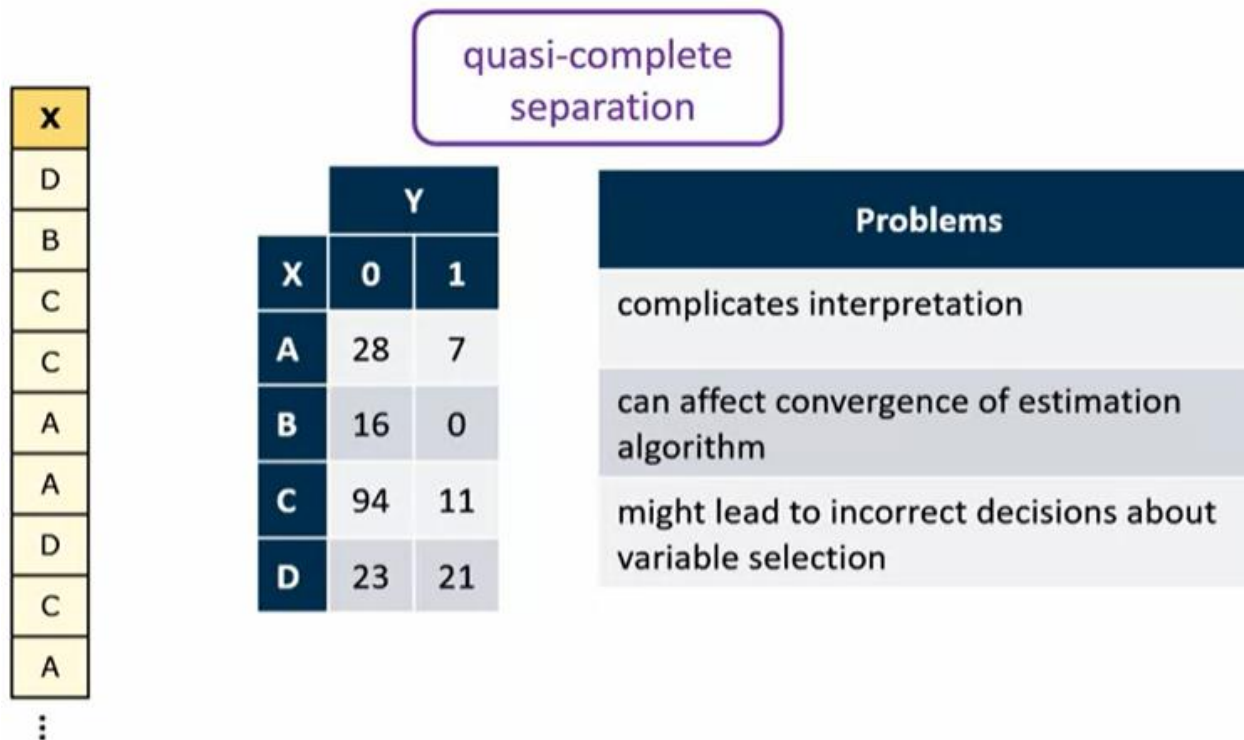 quasi-complete
separation
X
D
B
C
C
A
A
D
C
A
⋮
Y
X 0 1
A 28 7
B 16 0
C 94 11
D 23 21
Problems
complicates interpretation
can affect convergence of estimation
algorithm
might lead to incorrect decisions about
variable selection